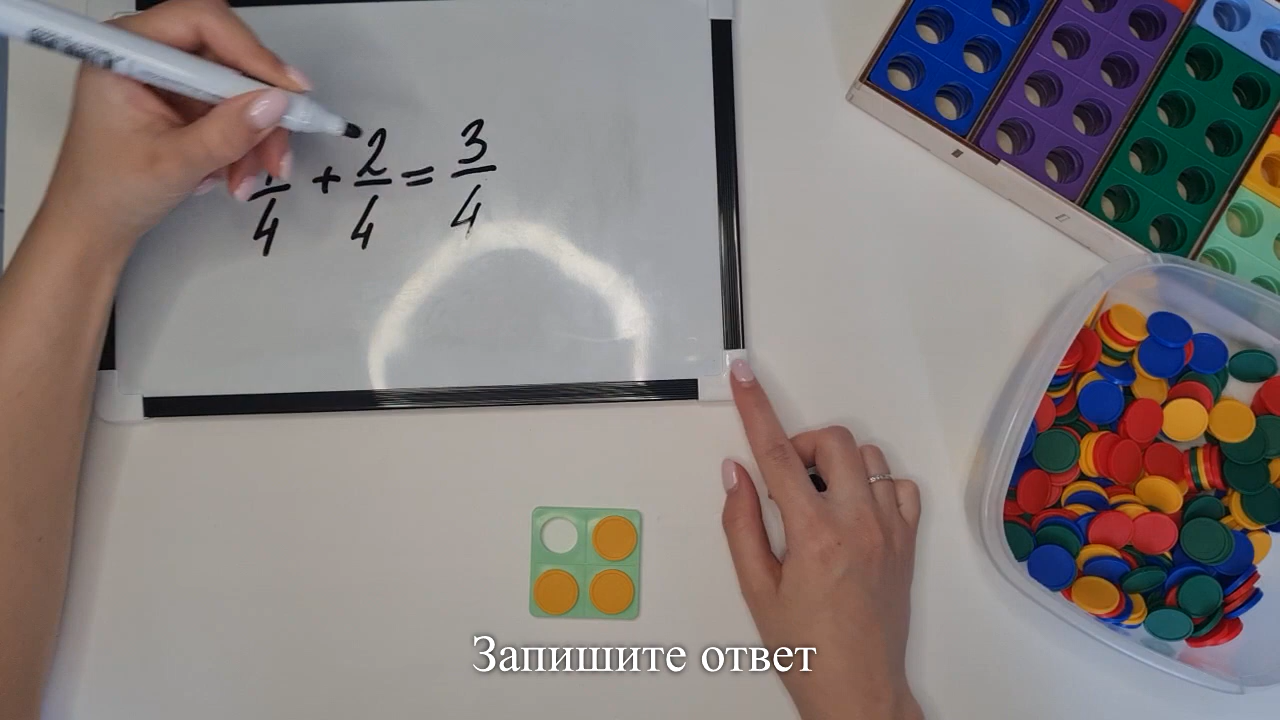 1/4 + 2/4 = 3/4
Запишите ответ